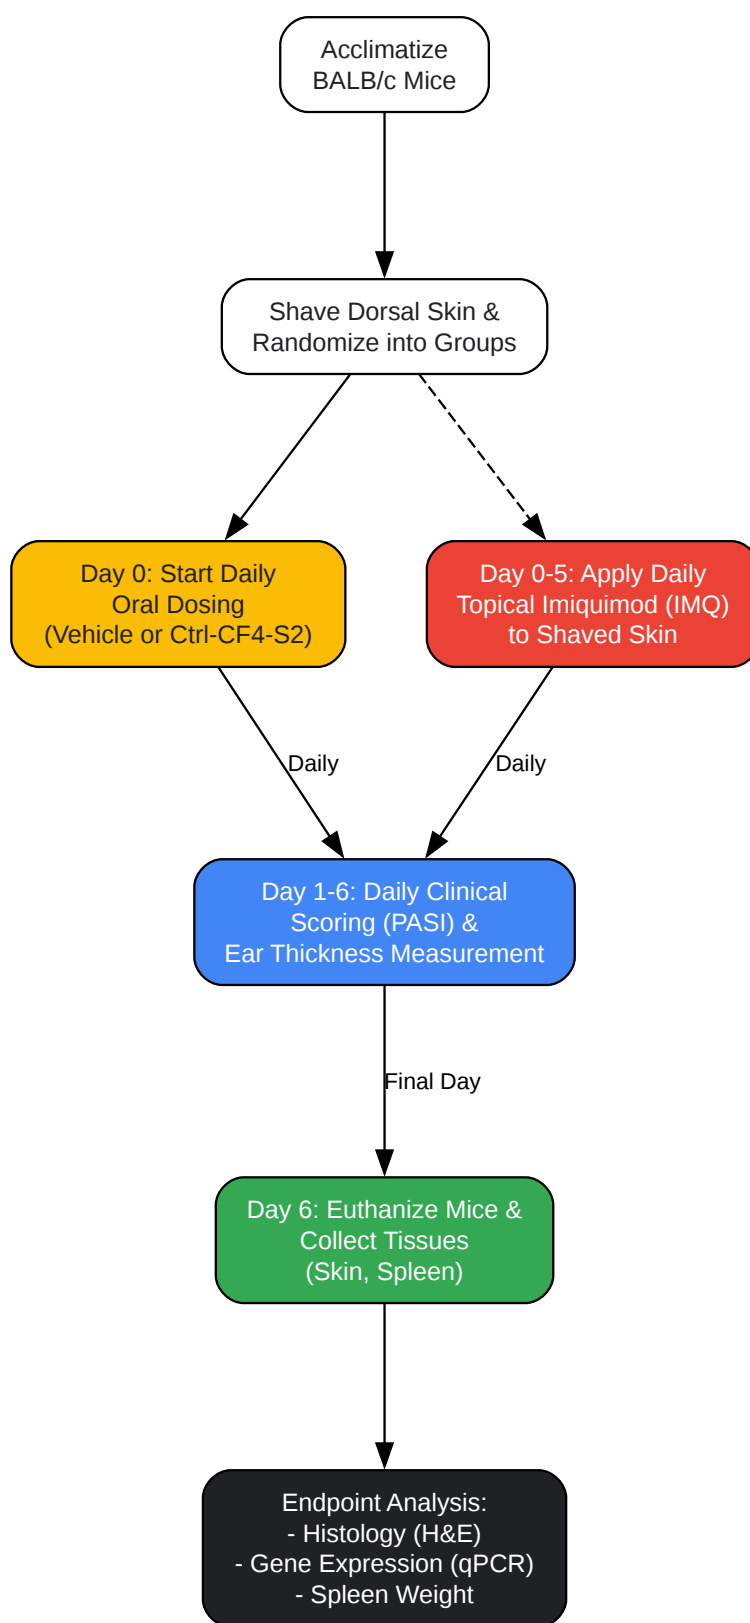 Acclimatize
BALB/c Mice
Shave Dorsal Skin &
Randomize into Groups
Day 0: Start Daily
Oral Dosing
(Vehicle or Ctrl-CF4-S2)
Day 0-5: Apply Daily
Topical Imiquimod (IMQ)
to Shaved Skin
Daily
Daily
Day 1-6: Daily Clinical
Scoring (PASI) &
Ear Thickness Measurement
Final Day
Day 6: Euthanize Mice &
Collect Tissues
(Skin, Spleen)
Endpoint Analysis:
- Histology (H&E)
- Gene Expression (qPCR)
- Spleen Weight